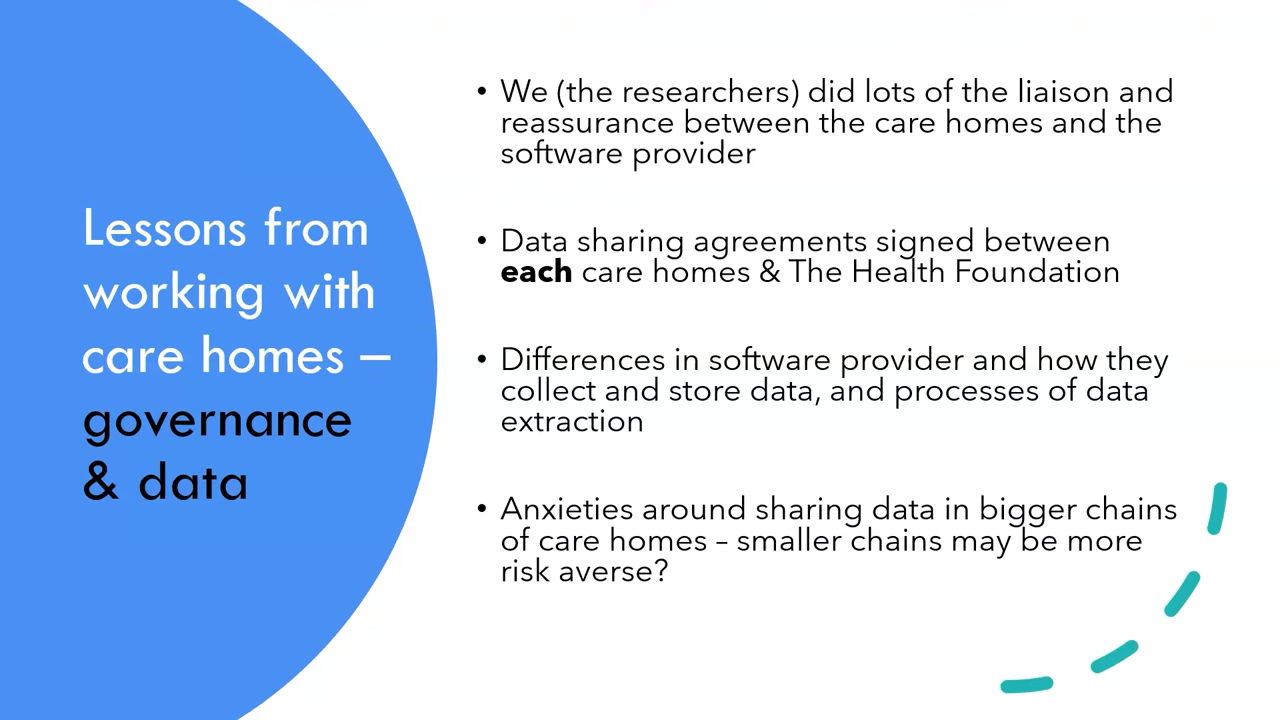 Lessons from
working with
care homes –
governance
& data
• We (the researchers) did lots of the liaison and
reassurance between the care homes and the
software provider
• Data sharing agreements signed between
each care homes & The Health Foundation
• Differences in software provider and how they
collect and store data, and processes of data
extraction
• Anxieties around sharing data in bigger chains
of care homes – smaller chains may be more
risk averse?